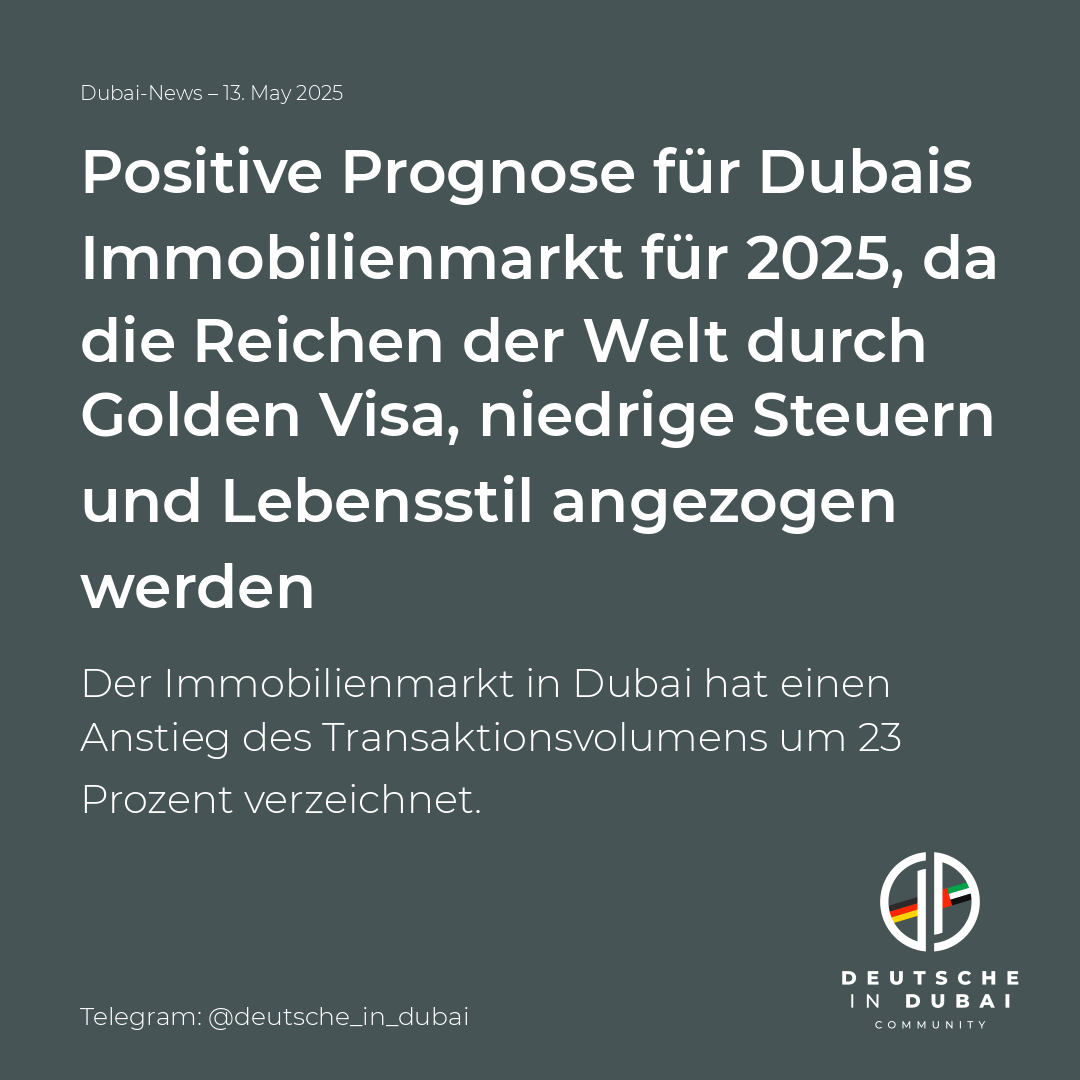 Dubai-News – 13. May 2025
Positive Prognose für Dubais
Immobilienmarkt für 2025, da
die Reichen der Welt durch
Golden Visa, niedrige Steuern
und Lebensstil angezogen
werden
Der Immobilienmarkt in Dubai hat einen
Anstieg des Transaktionsvolumens um 23
Prozent verzeichnet.
DEUTSCHE
IN DUBAI
COMMUNITY
Telegram: @deutsche_in_dubai